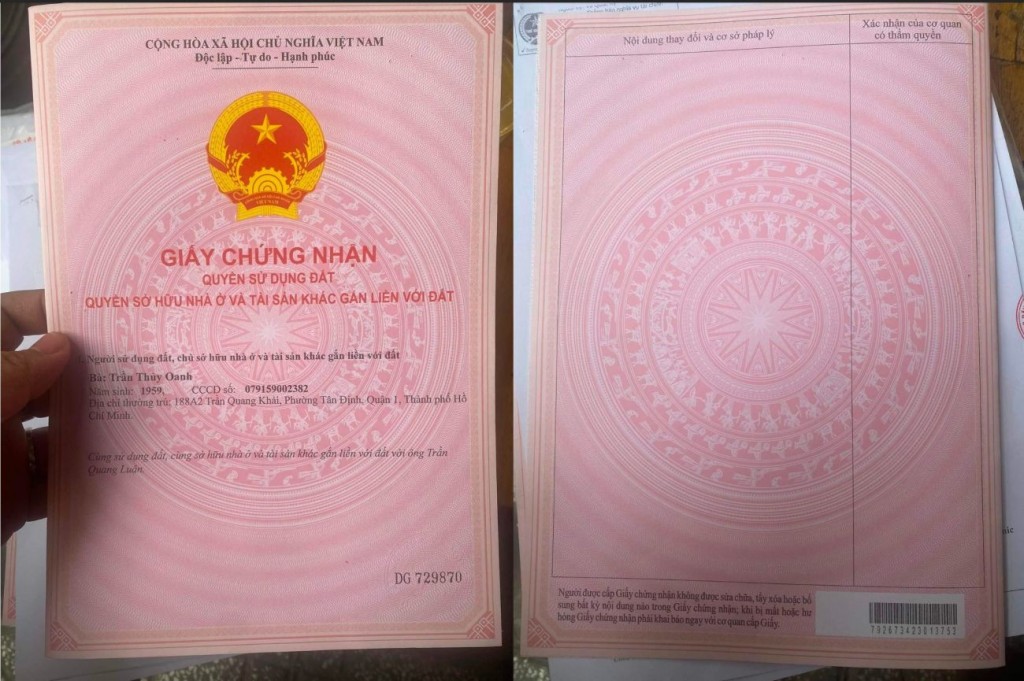 CỘNG HÒA XÃ HỘI CHỦ NGHĨA VIỆT NAM
Độc lập - Tự do - Hạnh phúc
VIỆT NAM
GIẤY CHỨNG NHẬN
QUYỀN SỬ DỤNG ĐẤT
QUYỀN SỞ HỮU NHÀ Ở VÀ TÀI SẢN KHÁC GẮN LIỀN VỚI ĐẤT
Người sử dụng đất, chủ sở hữu nhà ở và tài sản khác gắn liền với đất
Bà: Trần Thủy Oanh
Năm sinh: 1959, CCCD số: 079159002382
Địa chỉ thường trú: 188A2 Trần Quang Khải, Phường Tân Định, Quận 1, Thành phố Hồ
Chí Minh.
Cùng sử dụng đất, cùng sở hữu nhà ở và tài sản khác gắn liền với đất với ông Trần
Quang Luân.
DG 729870
Nội dung thay đổi và cơ sở pháp lý
Xác nhận của cơ quan
có thẩm quyền
Người được cấp Giấy chứng nhận không được sửa chữa, tẩy xóa hoặc bổ
sung bất kỳ nội dung nào trong Giấy chứng nhận; khi bị mất hoặc hư
hỏng Giấy chứng nhận phải khai báo ngay với cơ quan cấp Giấy.